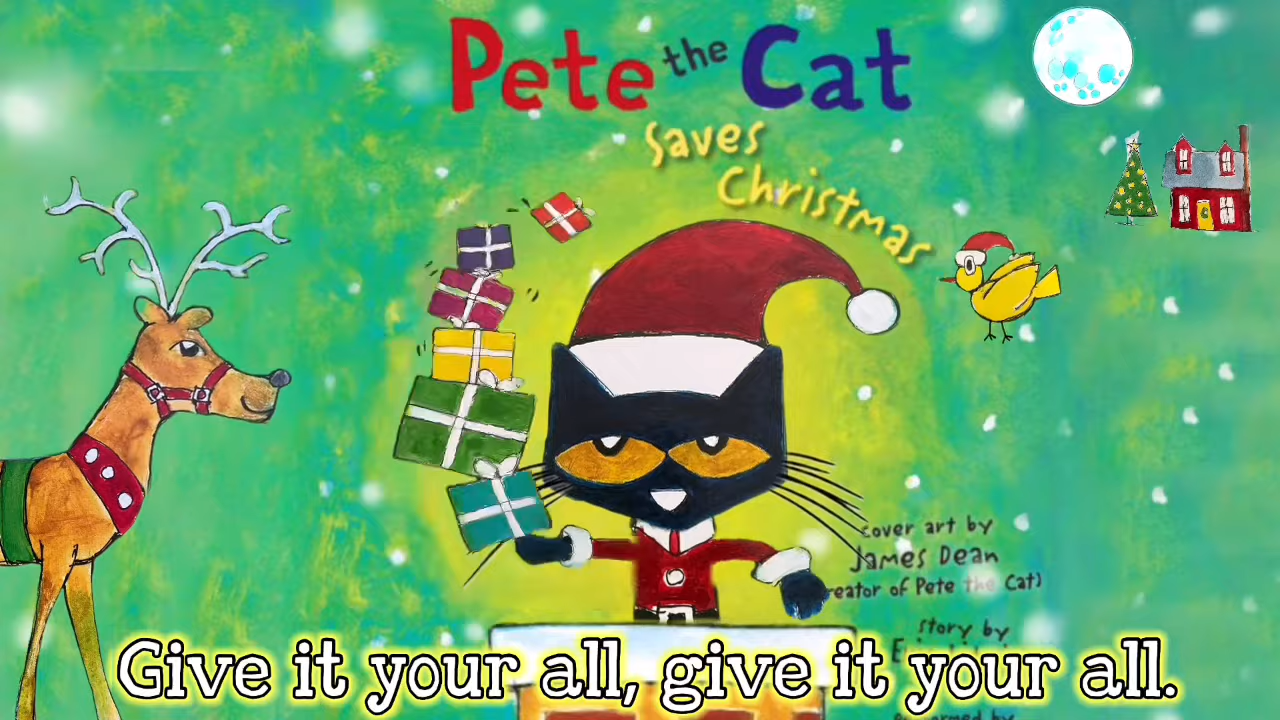 Pete the Cat
Saves
Christmas
cover art by
James Dean
reator of Pete the Cat)
story by
Give it your all, give it your all.